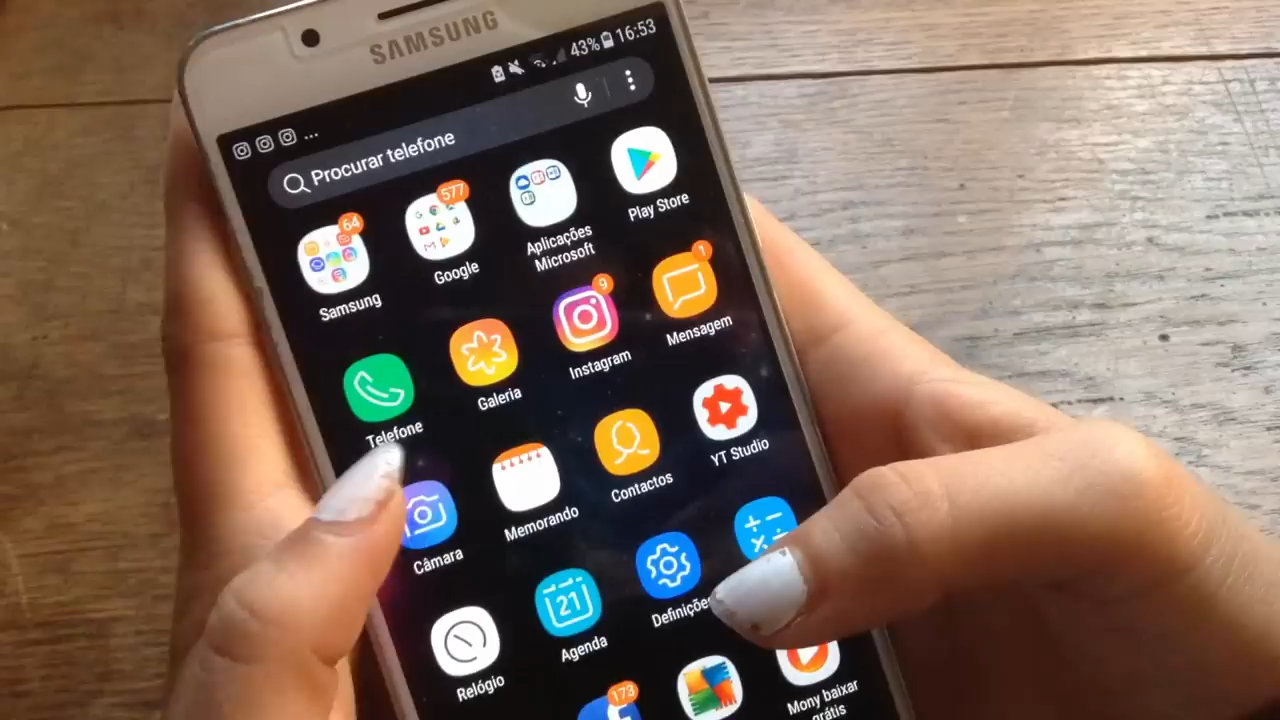 SAMSUNG
43% 16:53
...
Procurar telefone
64
577
Samsung
Google
Aplicações
Microsoft
Play Store
9
1
Telefone
Galeria
Instagram
Mensagem
Câmara
Memorando
Contactos
YT Studio
21
Relógio
Agenda
Definições
173
Mony baixar
grátis